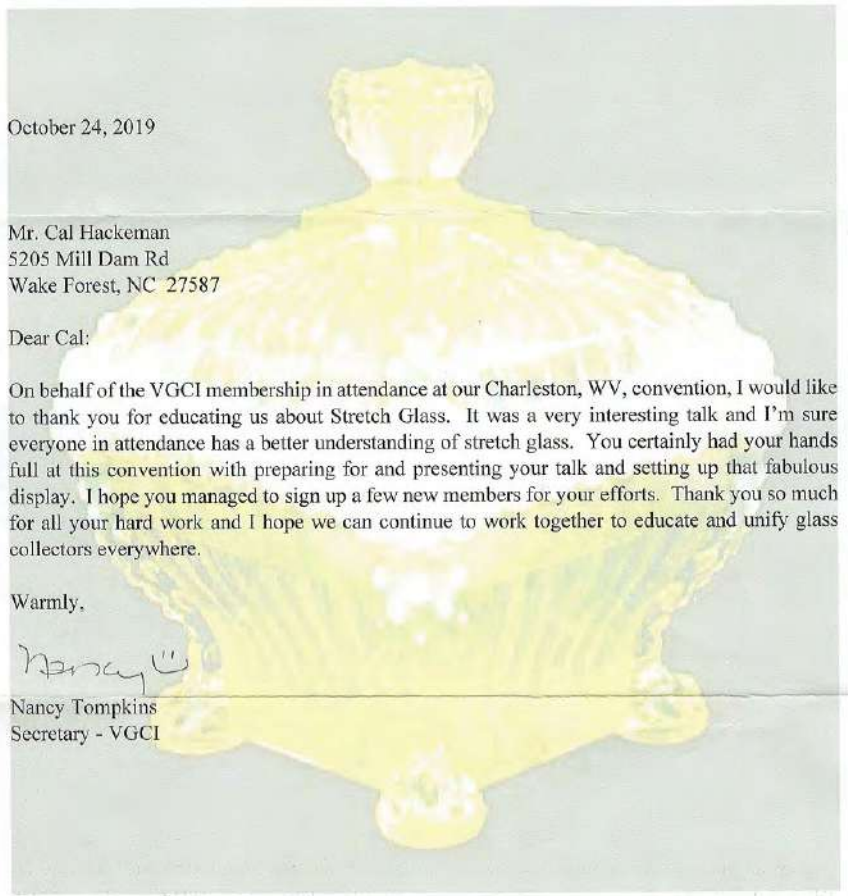 October 24, 2019
Mr. Cal Hackeman
5205 Mill Dam Rd
Wake Forest, NC 27587
Dear Cal:
On behalf of the VGCI membership in attendance at our Charleston, WV, convention, I would like
to thank you for educating us about Stretch Glass. It was a very interesting talk and I'm sure
everyone in attendance has a better understanding of stretch glass. You certainly had your hands
full at this convention with preparing for and presenting your talk and setting up that fabulous
display. I hope you managed to sign up a few new members for your efforts. Thank you so much
for all your hard work and I hope we can continue to work together to educate and unify glass
collectors everywhere.
Warmly,
Nancy
Nancy Tompkins
Secretary - VGCI